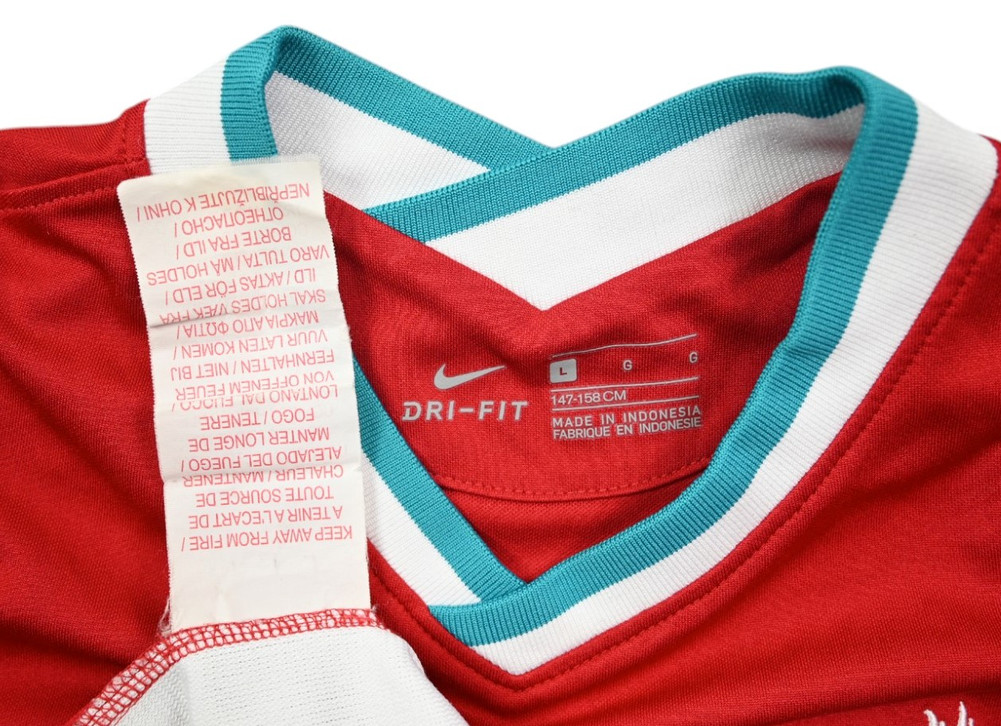 KEEP AWAY FROM FIRE /
A TENIR A L'ECART DE
TOUTE SOURCE DE
CHALEUR / MANTENER
ALEJADO DEL FUEGO /
MANTER LONGE DE
FOGO / TENERE
LONTANO DAL FUOCO /
VON OFFENEM FEUER
FERNHALTEN / NIET BIJ
VUUR LATEN KOMEN /
ΜΑΚΡΙΑ ΑΠΟ ΦΩΤΙΑ /
SKAL HOLDES VÆK FRA
ILD / AKTAS FÖR ELD /
VARO TULTA / MÅ HOLDES
BORTE FRA ILD /
ОТНЕОПАСНО /
NEPŘIBLIŽUJTE K OHNI /
DRI-FIT
L G G
147-158 CM
MADE IN INDONESIA
FABRIQUE EN INDONESIE